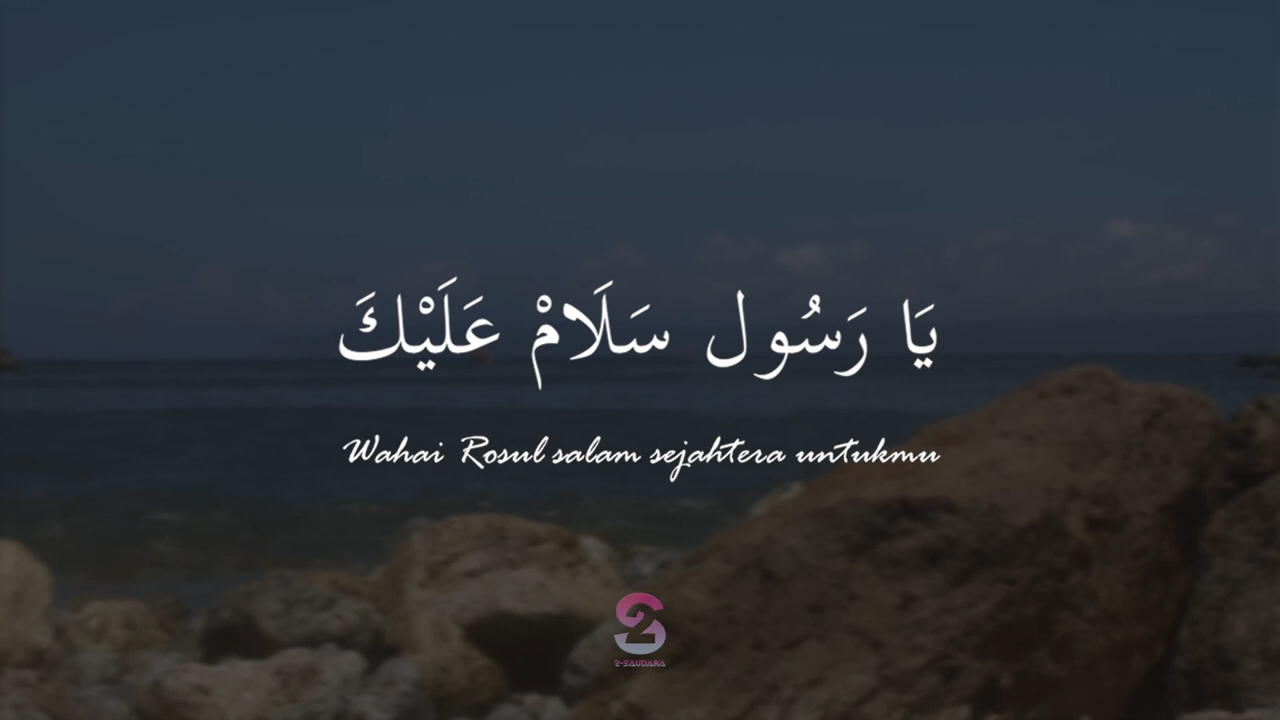 يَا رَسُول سَلَامْ عَلَيْكَ
Wahai Rosul salam sejahtera untukmu
2-SAUDARA